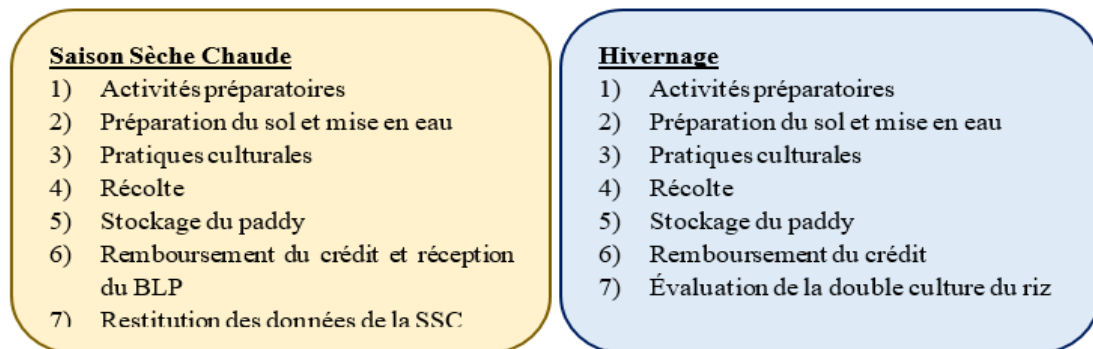 Saison Sèche Chaude
1) Activités préparatoires
2) Préparation du sol et mise en eau
3) Pratiques culturales
4) Récolte
5) Stockage du paddy
6) Remboursement du crédit et réception
du BLP
7) Restitution des données de la SSC
Hivernage
1) Activités préparatoires
2) Préparation du sol et mise en eau
3) Pratiques culturales
4) Récolte
5) Stockage du paddy
6) Remboursement du crédit
7) Évaluation de la double culture du riz